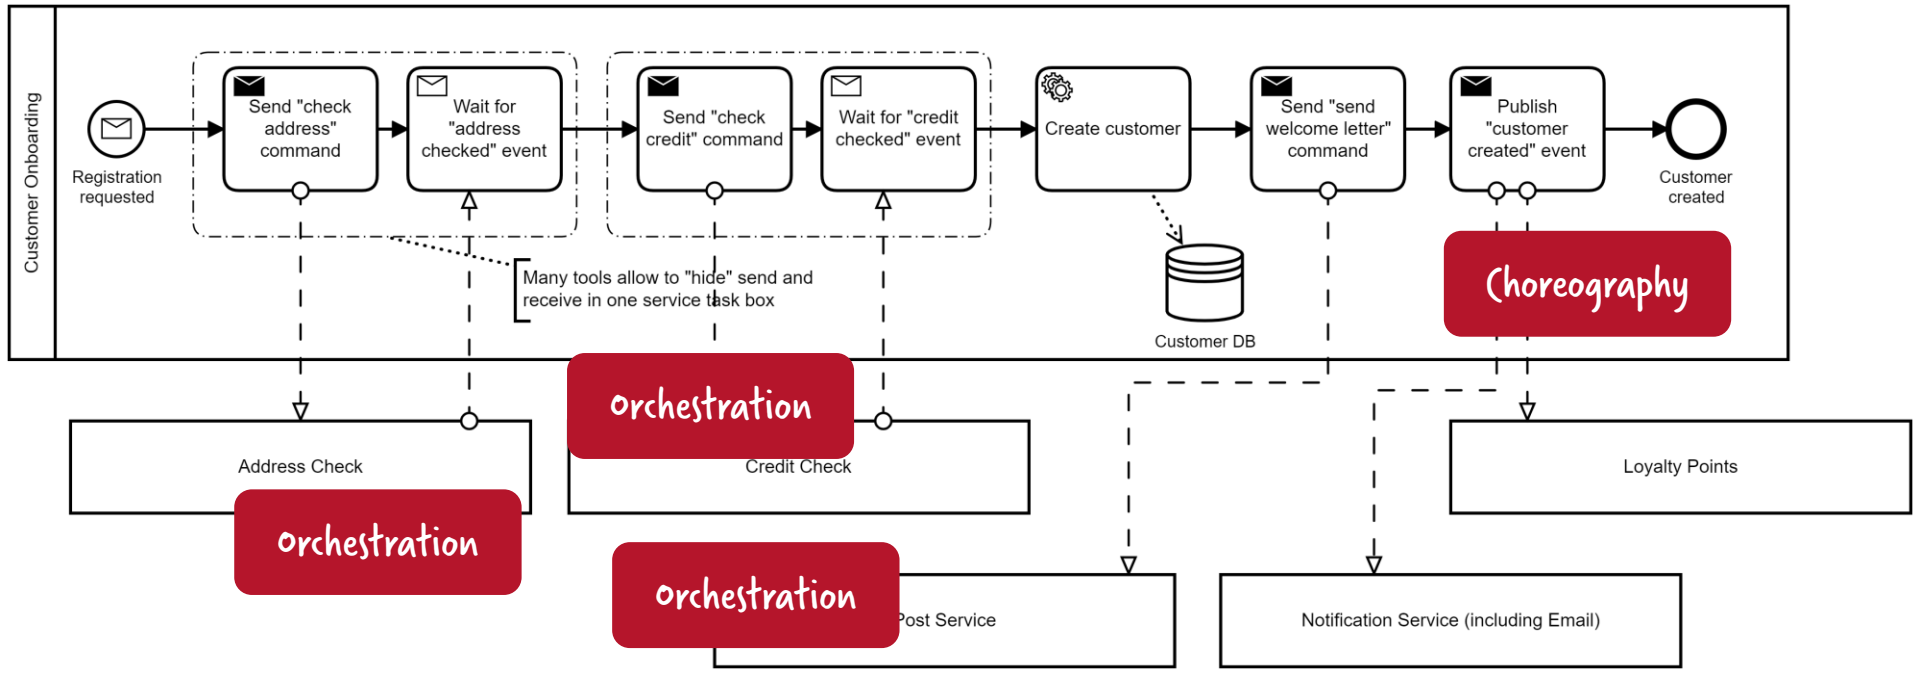 Customer Onboarding
Registration
requested
Send "check
address"
command
Wait for
"address
checked" event
Send "check
credit" command
Wait for "credit
checked" event
Create customer
Send "send
welcome letter"
command
Publish
"customer
created" event
Customer
created
Many tools allow to "hide" send and
receive in one service task box
Customer DB
Choreography
Orchestration
Address Check
Credit Check
Loyalty Points
Orchestration
Orchestration
Post Service
Notification Service (including Email)